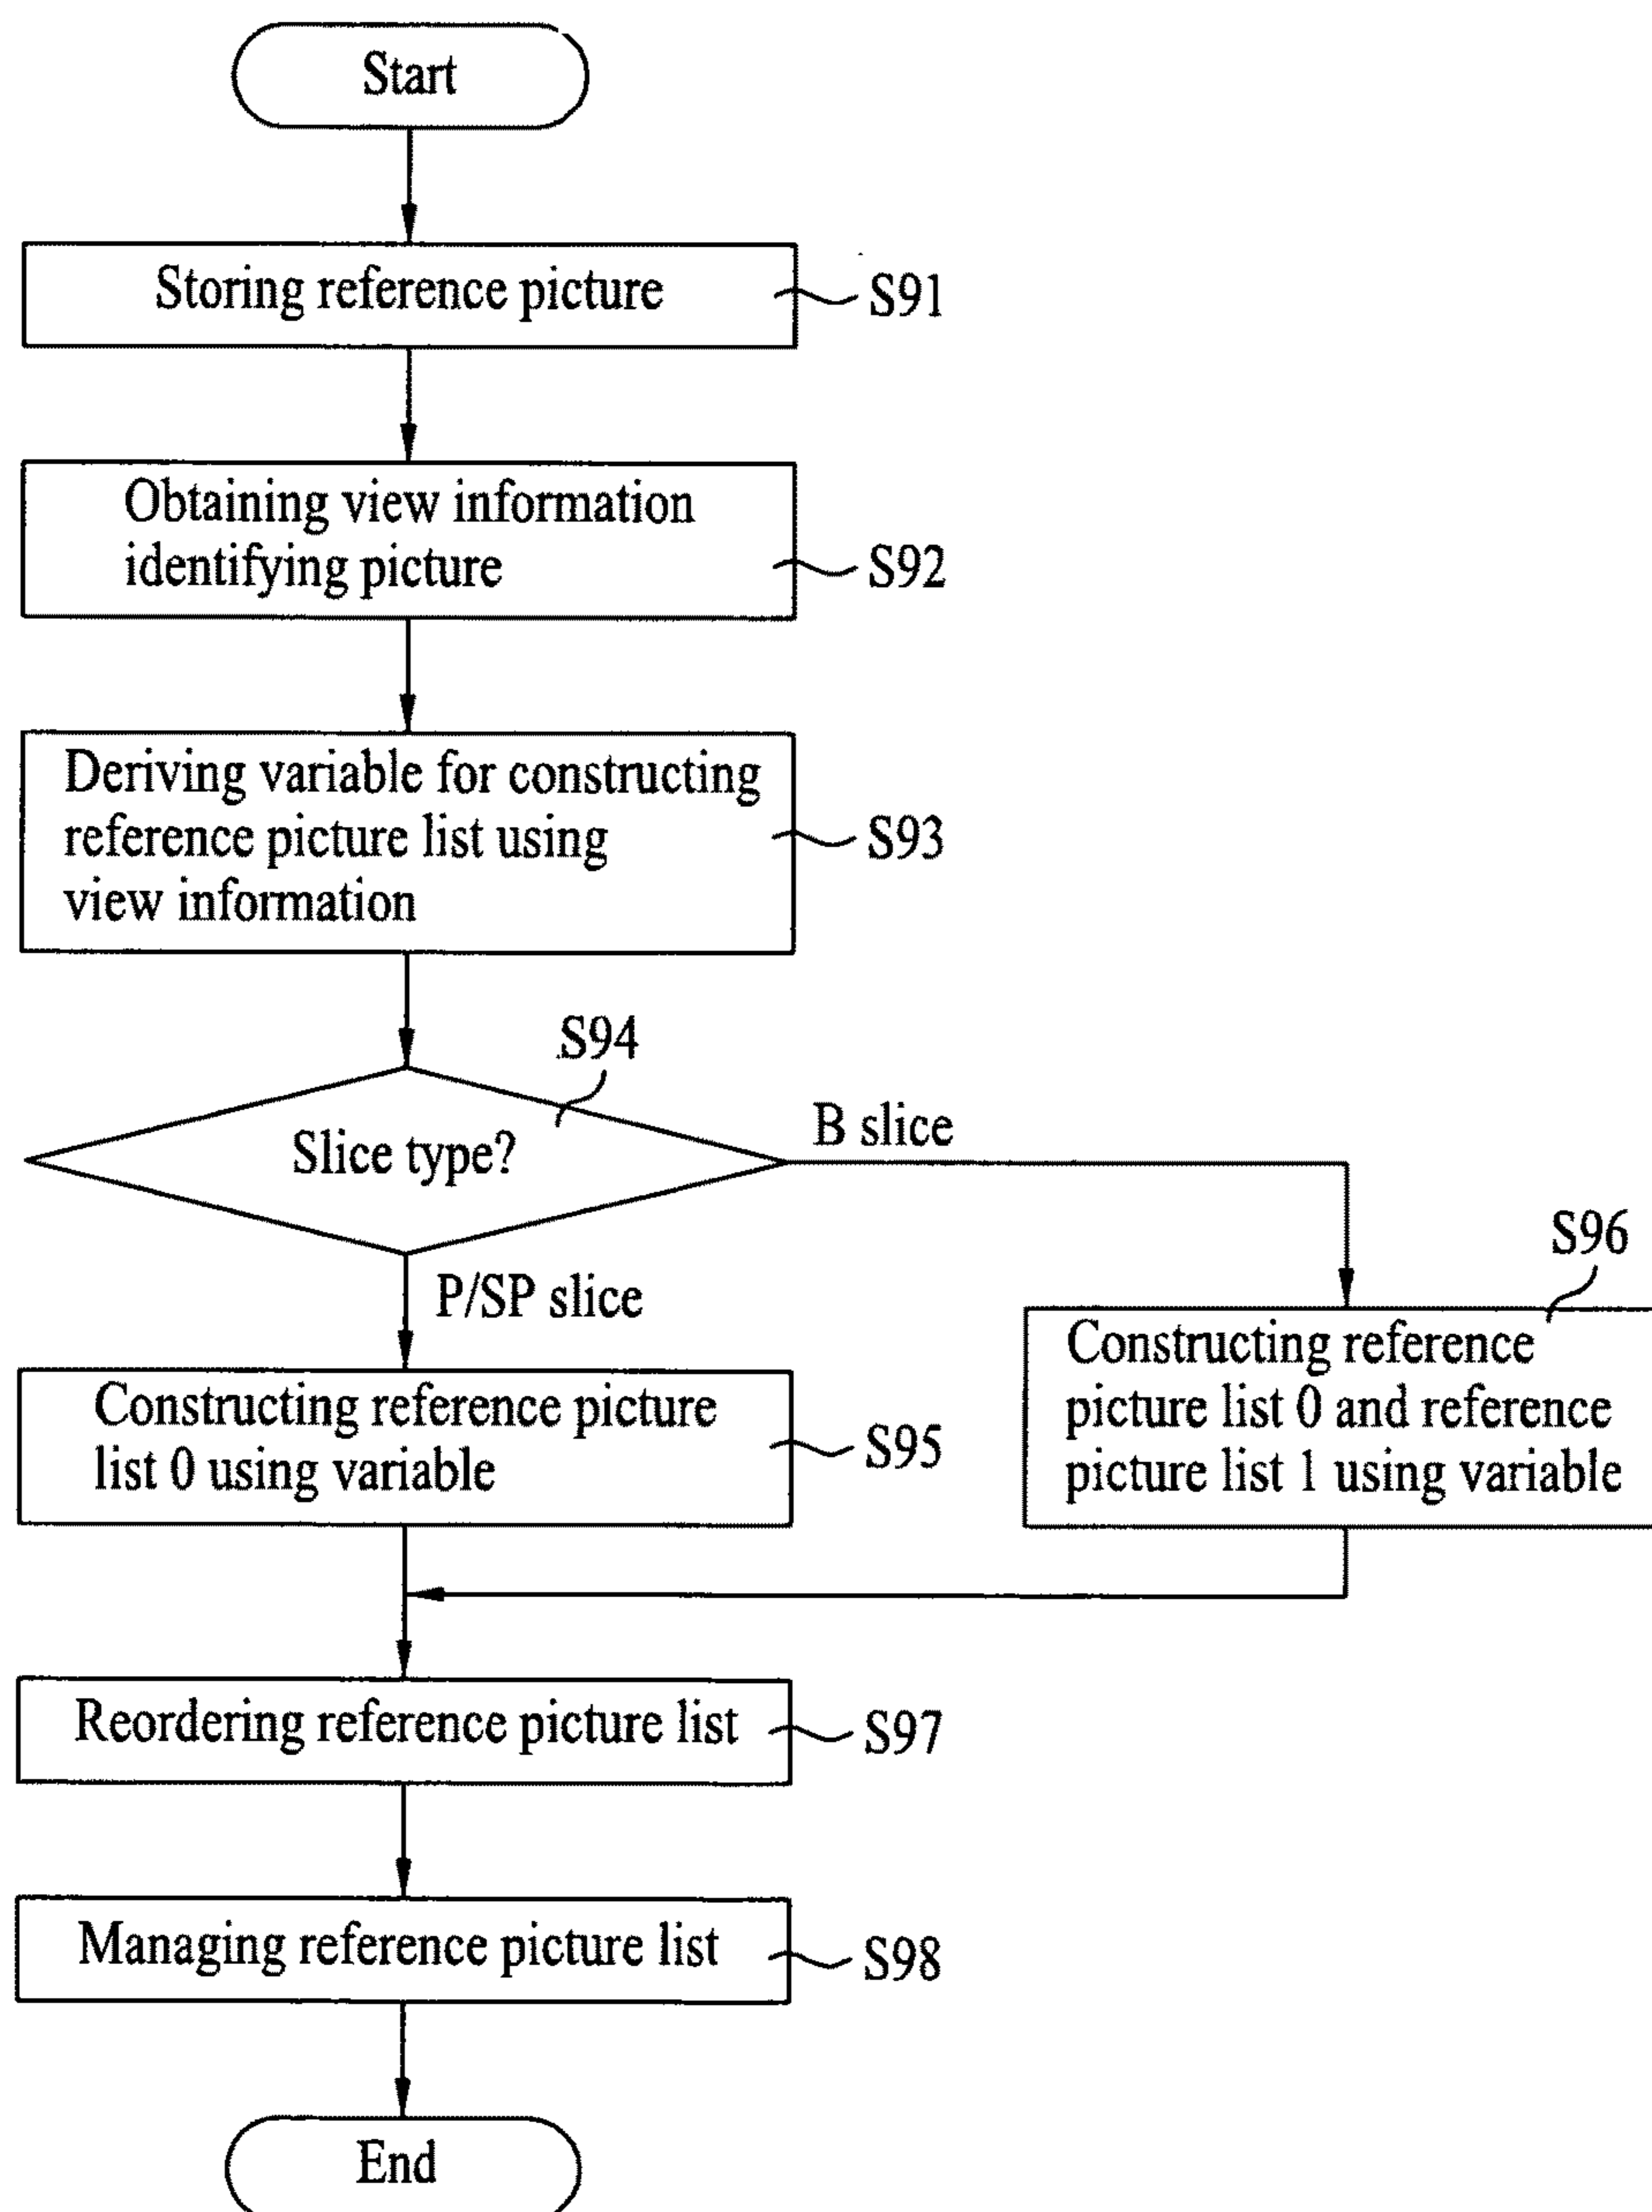 Start
Storing reference picture
S91
Obtaining view information
identifying picture
S92
Deriving variable for constructing
reference picture list using
view information
S93
S94
Slice type?
B slice
P/SP slice
S96
Constructing reference
picture list 0 and reference
picture list 1 using variable
Constructing reference picture
list 0 using variable
S95
Reordering reference picture list
S97
Managing reference picture list
S98
End